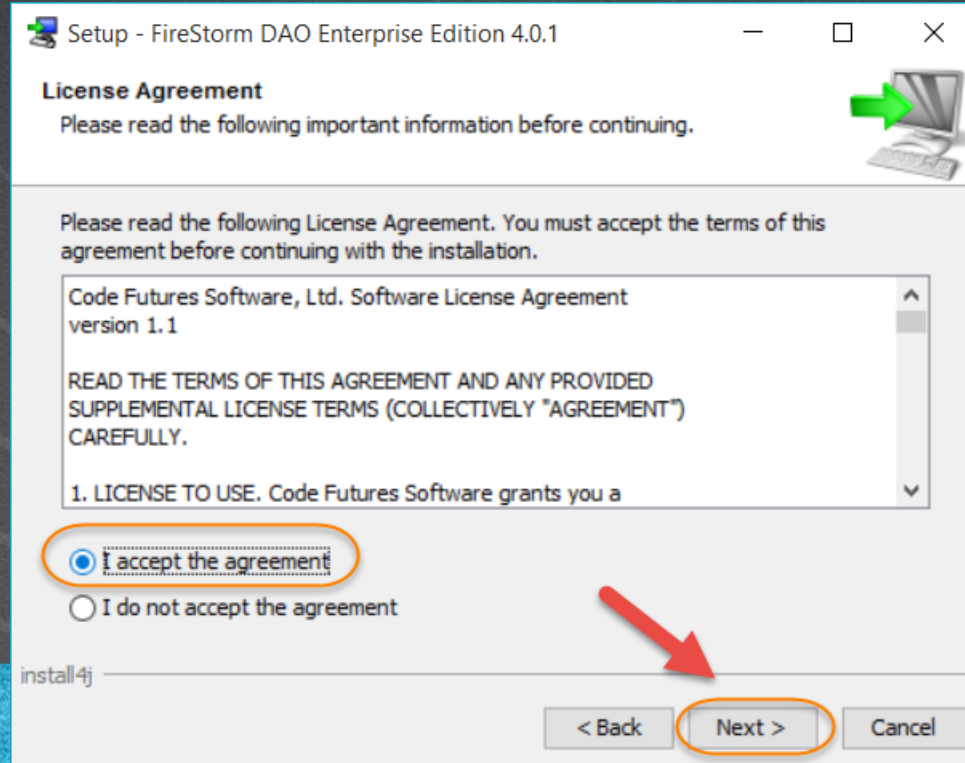 Setup - FireStorm DAO Enterprise Edition 4.0.1
License Agreement
Please read the following important information before continuing.
Please read the following License Agreement. You must accept the terms of this
agreement before continuing with the installation.
Code Futures Software, Ltd. Software License Agreement
version 1.1
READ THE TERMS OF THIS AGREEMENT AND ANY PROVIDED
SUPPLEMENTAL LICENSE TERMS (COLLECTIVELY "AGREEMENT")
CAREFULLY.
1. LICENSE TO USE. Code Futures Software grants you a
I accept the agreement
I do not accept the agreement
install4j
< Back Next > Cancel